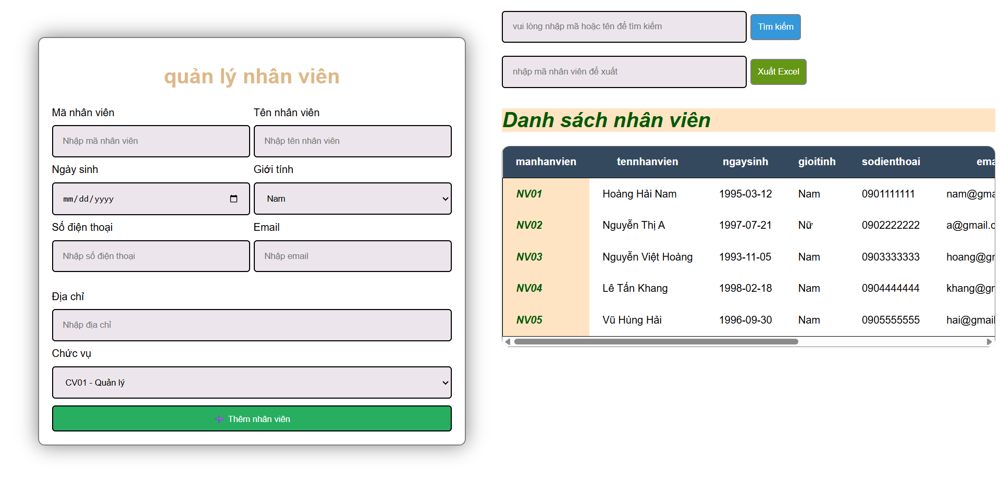 quản lý nhân viên
Mã nhân viên
Tên nhân viên
Nhập mã nhân viên
Nhập tên nhân viên
Ngày sinh
Giới tính
mm/dd/yyyy
Nam
Số điện thoại
Email
Nhập số điện thoại
Nhập email
Địa chỉ
Nhập địa chỉ
Chức vụ
CV01 - Quản lý
➕ Thêm nhân viên
vui lòng nhập mã hoặc tên để tìm kiếm
Tìm kiếm
nhập mã nhân viên để xuất
Xuất Excel
Danh sách nhân viên
manhanvien tennhanvien ngaysinh gioitinh sodienthoai ema
NV01 Hoàng Hải Nam 1995-03-12 Nam 0901111111 nam@gma
NV02 Nguyễn Thị A 1997-07-21 Nữ 0902222222 a@gmail.c
NV03 Nguyễn Việt Hoàng 1993-11-05 Nam 0903333333 hoang@gm
NV04 Lê Tấn Khang 1998-02-18 Nam 0904444444 khang@gm
NV05 Vũ Hùng Hải 1996-09-30 Nam 0905555555 hai@gmail